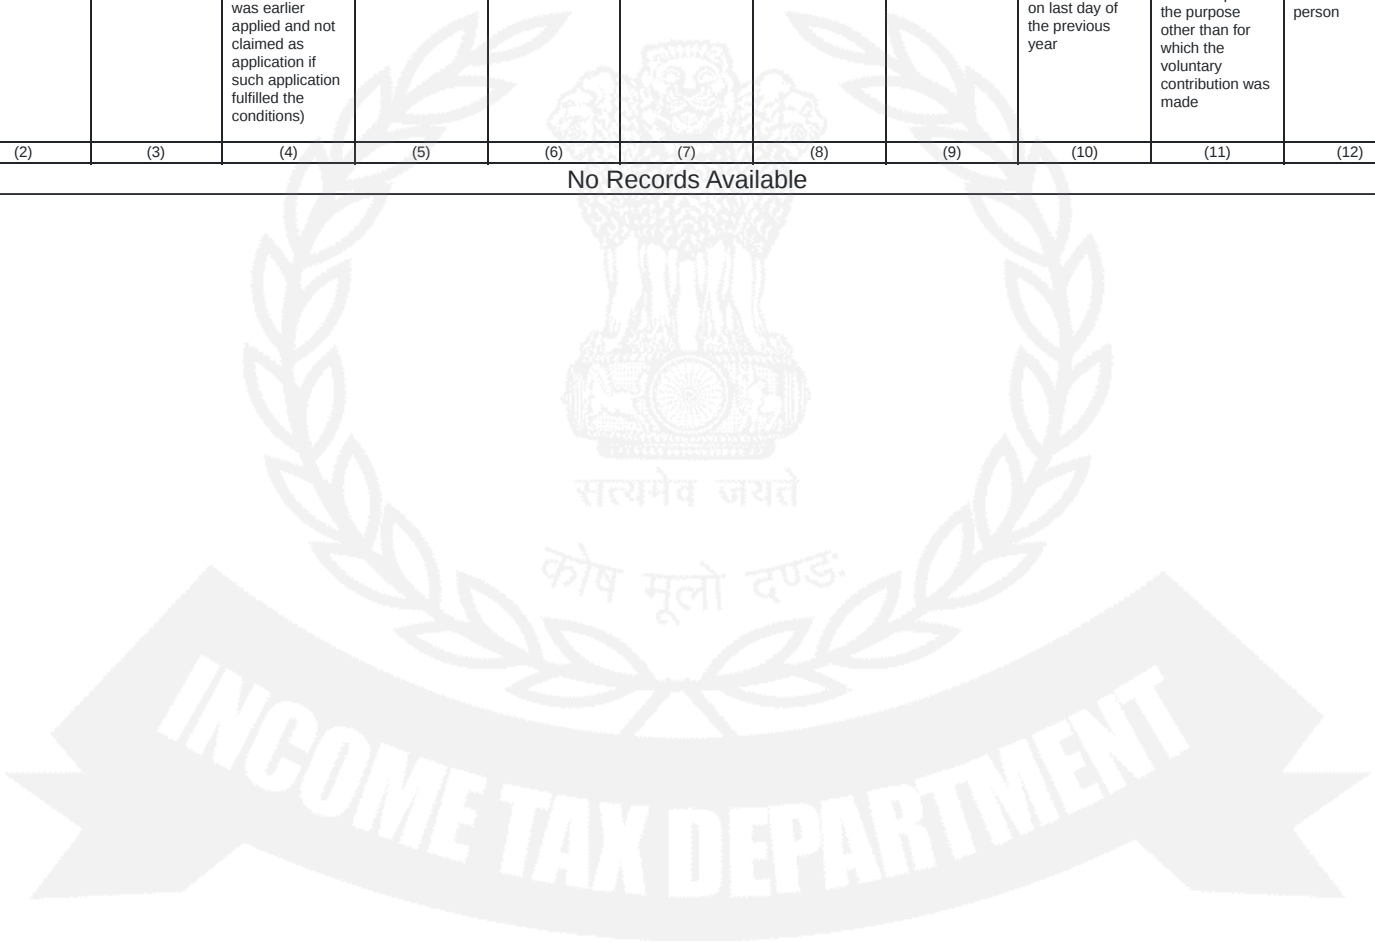 was earlier
applied and not
claimed as
application if
such application
fulfilled the
conditions)
on last day of
the previous
year
the purpose
other than for
which the
voluntary
contribution was
made
person
(2) (3) (4) (5) (6) (7) (8) (9) (10) (11) (12)
No Records Available
सत्यमेव जयते
कोष मूलो दण्डः
INCOME TAX DEPARTMENT